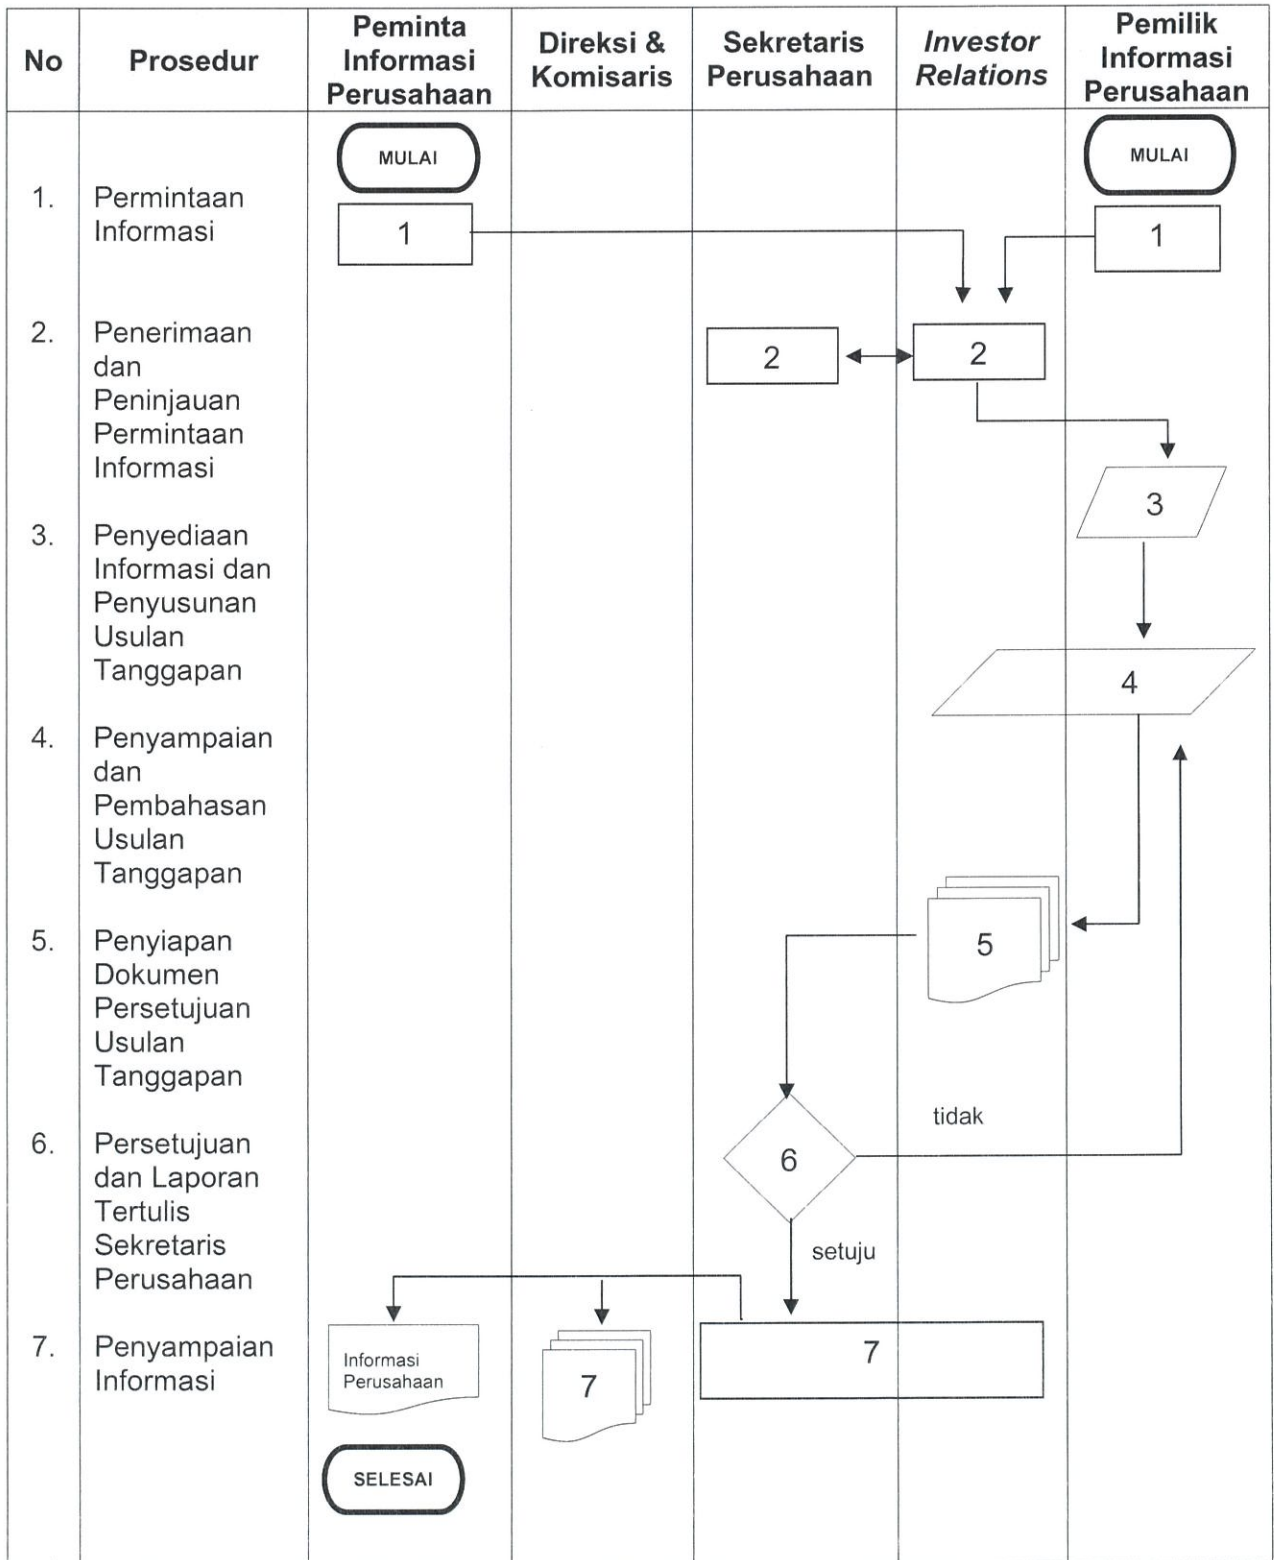 No
Prosedur
Peminta
Informasi
Perusahaan
Direksi &
Komisaris
Sekretaris
Perusahaan
Investor
Relations
Pemilik
Informasi
Perusahaan
MULAI
MULAI
1.
Permintaan
Informasi
1
1
2.
Penerimaan
dan
Peninjauan
Permintaan
Informasi
2
2
3.
Penyediaan
Informasi dan
Penyusunan
Usulan
Tanggapan
3
4
4.
Penyampaian
dan
Pembahasan
Usulan
Tanggapan
5.
Penyiapan
Dokumen
Persetujuan
Usulan
Tanggapan
5
6.
Persetujuan
dan Laporan
Tertulis
Sekretaris
Perusahaan
6
tidak
setuju
7.
Penyampaian
Informasi
Informasi
Perusahaan
7
7
SELESAI